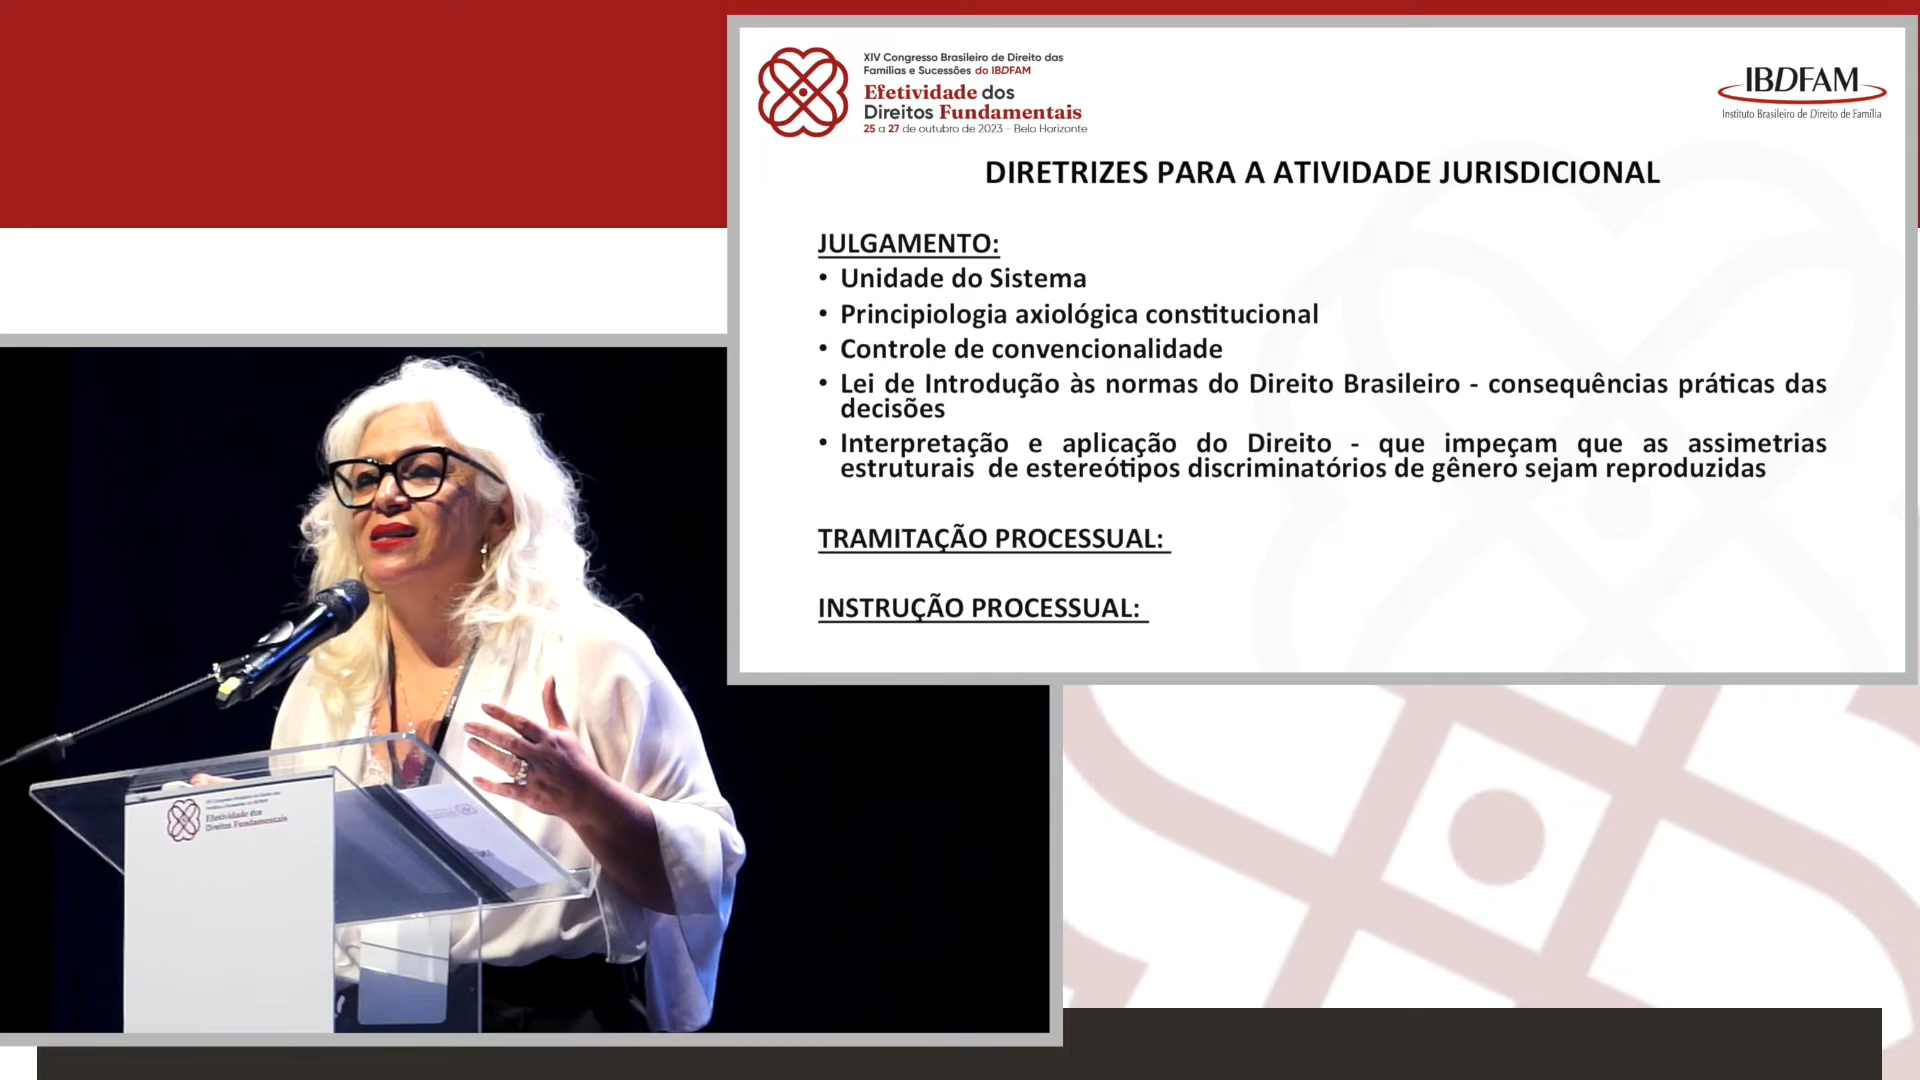 XIV Congresso Brasileiro de Direito das
Famílias e Sucessões do IBDFAM
Efetividade dos
Direitos Fundamentais
25 a 27 de outubro de 2023 - Belo Horizonte
IBDFAM
Instituto Brasileiro de Direito de Família
DIRETRIZES PARA A ATIVIDADE JURISDICIONAL
JULGAMENTO:
• Unidade do Sistema
• Principiologia axiológica constitucional
• Controle de convencionalidade
• Lei de Introdução às normas do Direito Brasileiro - consequências práticas das
decisões
• Interpretação e aplicação do Direito - que impeçam que as assimetrias
estruturais de estereótipos discriminatórios de gênero sejam reproduzidas
TRAMITAÇÃO PROCESSUAL:
INSTRUÇÃO PROCESSUAL:
Efetividade dos
Direitos Fundamentais